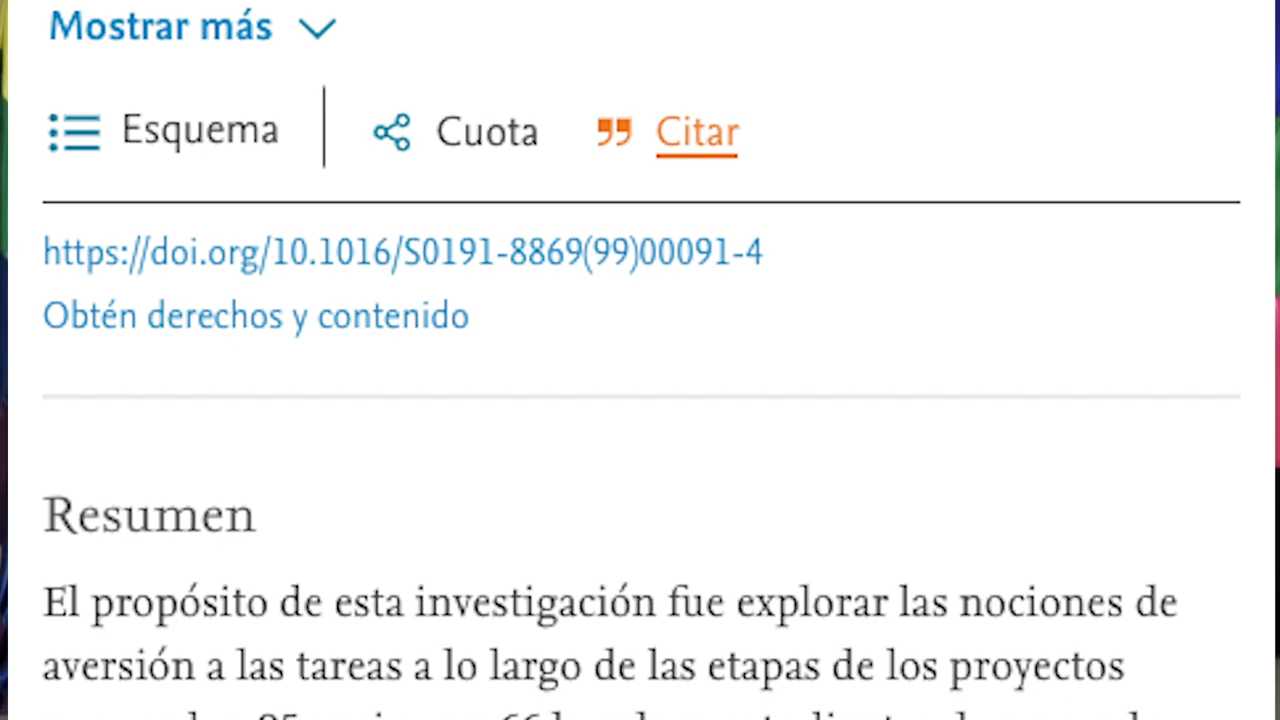 Mostrar más
Esquema
Cuota
Citar
https://doi.org/10.1016/S0191-8869(99)00091-4
Obtén derechos y contenido
Resumen
El propósito de esta investigación fue explorar las nociones de
aversión a las tareas a lo largo de las etapas de los proyectos